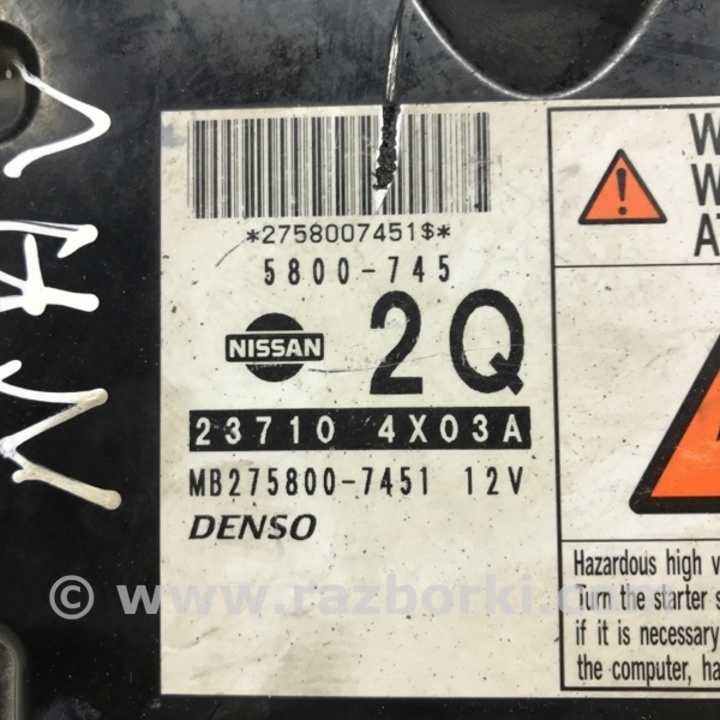 *2758007451$*
5800-745
NISSAN
2Q
23710 4X03A
MB275800-7451 12V
DENSO
Hazardous high v
Turn the starter s
if it is necessary
the computer, ha
© www.razborki.com